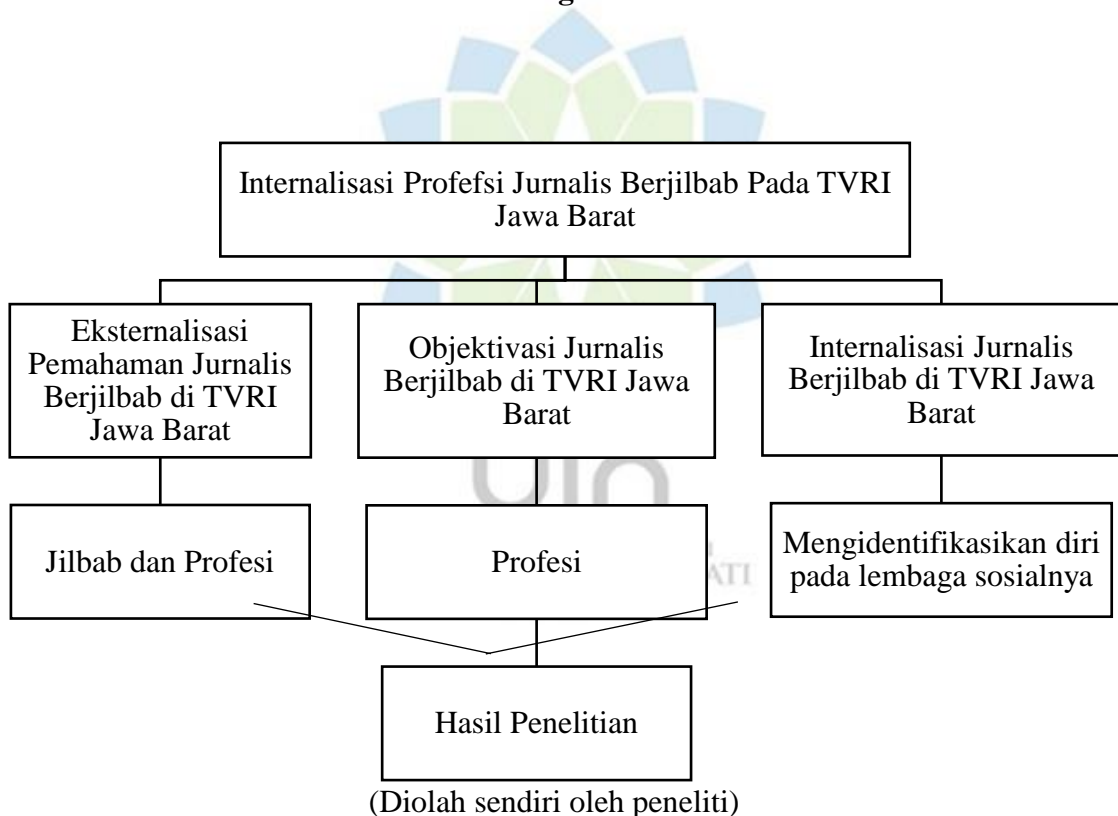 Internalisasi Profefsi Jurnalis Berjilbab Pada TVRI
Jawa Barat
Eksternalisasi
Pemahaman Jurnalis
Berjilbab di TVRI
Jawa Barat
Objektivasi Jurnalis
Berjilbab di TVRI Jawa
Barat
Internalisasi Jurnalis
Berjilbab di TVRI Jawa
Barat
uin
Jilbab dan Profesi
Profesi
Mengidentifikasikan diri
pada lembaga sosialnya
Hasil Penelitian
(Diolah sendiri oleh peneliti)